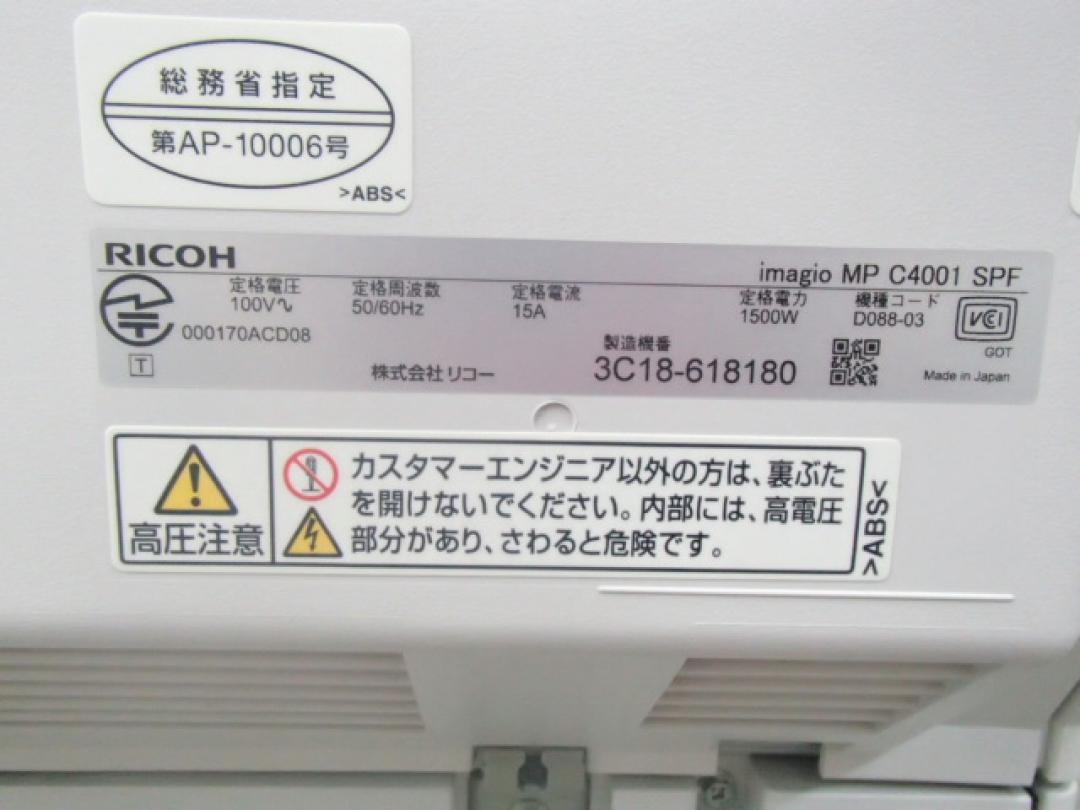 総務省指定
第AP-10006号
>ABS<
RICOH
imagio MP C4001 SPF
定格電圧 定格周波数 定格電流 定格電力 機種コード
100V∿ 50/60Hz 15A 1500W D088-03
VCCI
000170ACD08
製造機番
GOT
T
株式会社リコー
3C18-618180
Made in Japan
高圧注意
カスタマーエンジニア以外の方は、裏ぶた
を開けないでください。内部には、高電圧
部分があり、さわると危険です。
>ABS<